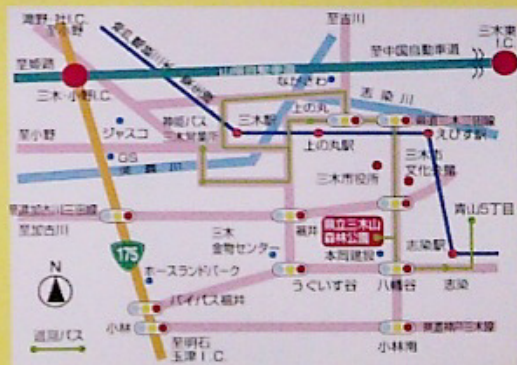 滝野・社I.C.
至小野
至吉川
三木東
I.C.
至姫路
至中国自動車道
山陽自動車道
三木・小野I.C.
ながさわ
志染川
神姫バス
三木営業所
三木駅
上の丸
至小野
ジャスコ
上の丸駅
えびす駅
GS
美嚢川
三木市役所
三木市
文化会館
至加古川
三木
金物センター
福井
県立三木山
森林公園
青山5丁目
175
本岡建設
志染駅
ホースランドパーク
うぐいす谷
八幡谷
志染
N
バイパス福井
小林
県道神戸三木線
巡回バス
至明石
玉津I.C.
小林南